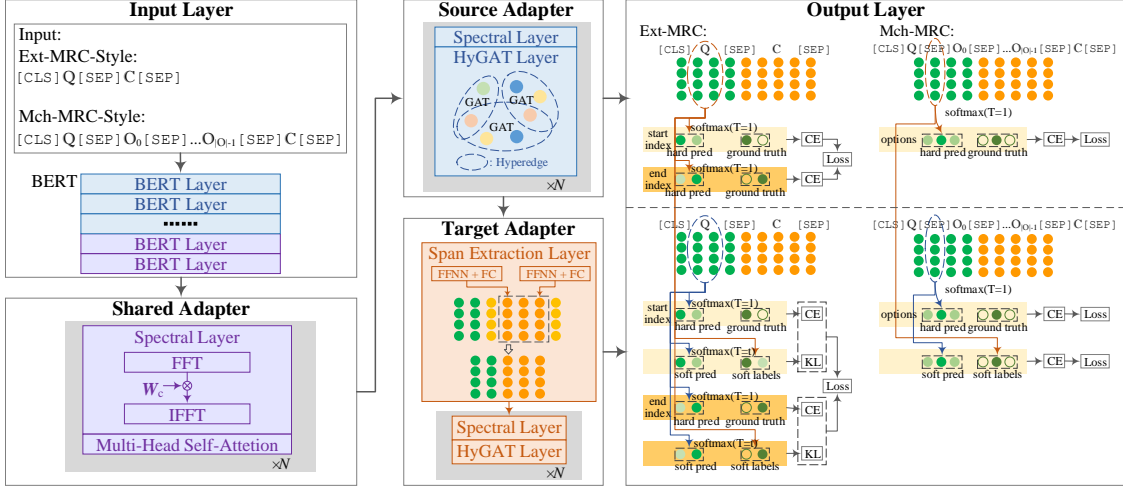 Input Layer
Input:
Ext-MRC-Style:
[CLS] Q [SEP] C [SEP]
Mch-MRC-Style:
[CLS] Q [SEP] O0 [SEP] ...O|O|-1 [SEP] C [SEP]
BERT
BERT Layer
BERT Layer
......
BERT Layer
BERT Layer
Shared Adapter
Spectral Layer
FFT
Wc
IFFT
Multi-Head Self-Attetion
×N
Source Adapter
Spectral Layer
HyGAT Layer
GAT
GAT
GAT
: Hyperedge
×N
Target Adapter
Span Extraction Layer
FFNN + FC
FFNN + FC
Spectral Layer
HyGAT Layer
×N
Output Layer
Ext-MRC:
[CLS] Q [SEP] C [SEP]
softmax(T=1)
start index
hard pred
ground truth
CE
softmax(T=1)
Loss
end index
hard pred
ground truth
CE
Mch-MRC:
[CLS] Q [SEP] O0 [SEP] ...O|O|-1 [SEP] C [SEP]
softmax(T=1)
options
hard pred
ground truth
CE
Loss
[CLS] Q [SEP] C [SEP]
softmax(T=1)
start index
hard pred
ground truth
CE
softmax(T=t)
soft pred
soft labels
KL
Loss
softmax(T=1)
end index
hard pred
ground truth
CE
softmax(T=t)
soft pred
soft labels
KL
[CLS] Q [SEP] O0 [SEP] ...O|O|-1 [SEP] C [SEP]
softmax(T=1)
options
hard pred
ground truth
CE
Loss
soft pred
soft labels
CE
Loss